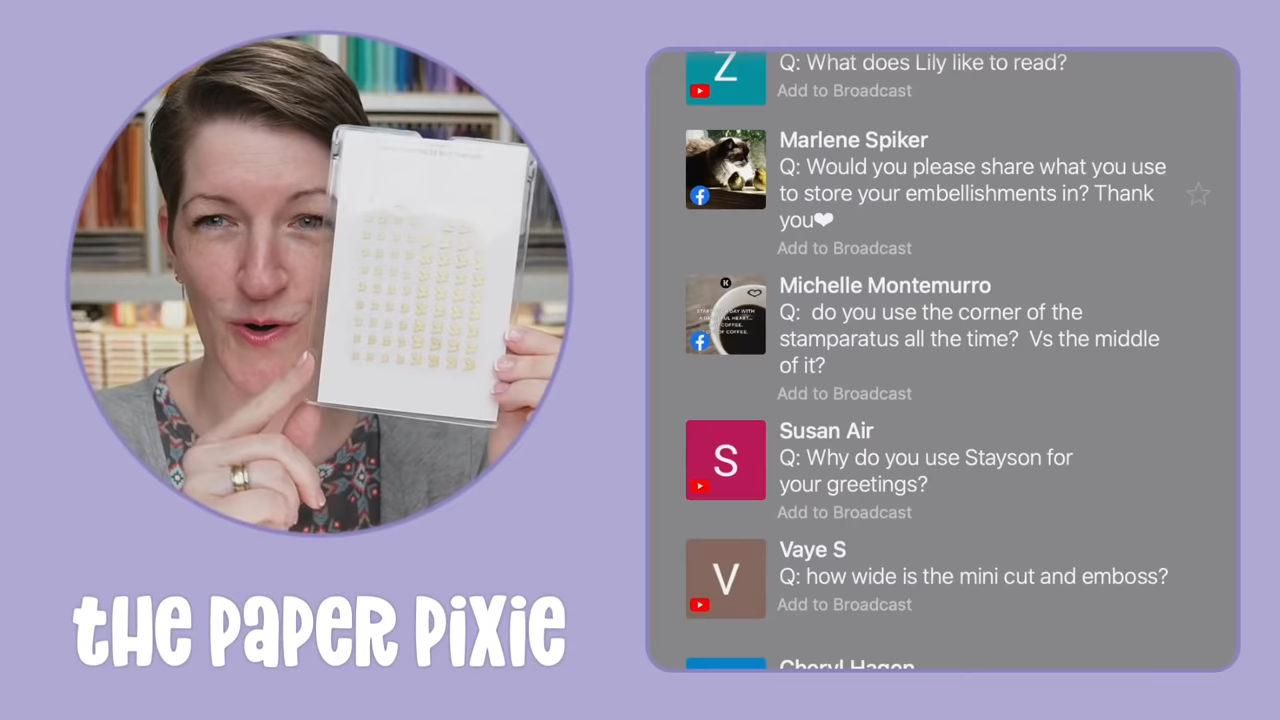 Z
Q: What does Lily like to read?
Add to Broadcast
Marlene Spiker
Q: Would you please share what you use
to store your embellishments in? Thank
you❤
Add to Broadcast
Michelle Montemurro
Q:  do you use the corner of the
stamparatus all the time?  Vs the middle
of it?
Add to Broadcast
S
Susan Air
Q: Why do you use Stayson for
your greetings?
Add to Broadcast
V
Vaye S
Q: how wide is the mini cut and emboss?
Add to Broadcast
Cheryl Hagen
the paper pixie